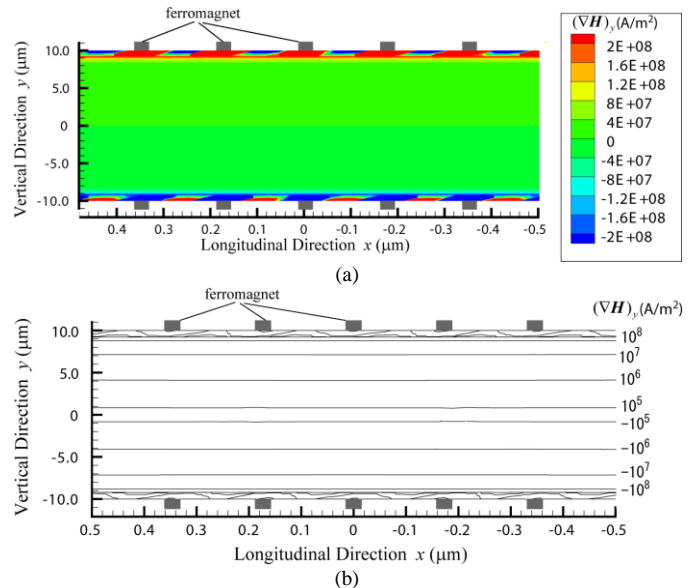 ferromagnet
(∇H)y (A/m²)
10.0
5.0
0
-5.0
-10.0
Vertical Direction y (μm)
0.4 0.3 0.2 0.1 0 -0.1 -0.2 -0.3 -0.4 -0.5
Longitudinal Direction x (μm)
2E+08
1.2E+08
8E+07
4E+07
0
-4E+07
-1.2E+08
-1.6E+08
-2E+08
(a)
ferromagnet
(∇H)y (A/m²)
10.0
5.0
0
-5.0
-10.0
Vertical Direction y (μm)
10⁸
10⁷
10⁶
10⁵
-10⁵
-10⁶
-10⁷
-10⁸
0.5 0.4 0.3 0.2 0.1 0 -0.1 -0.2 -0.3 -0.4 -0.5
Longitudinal Direction x (μm)
(b)